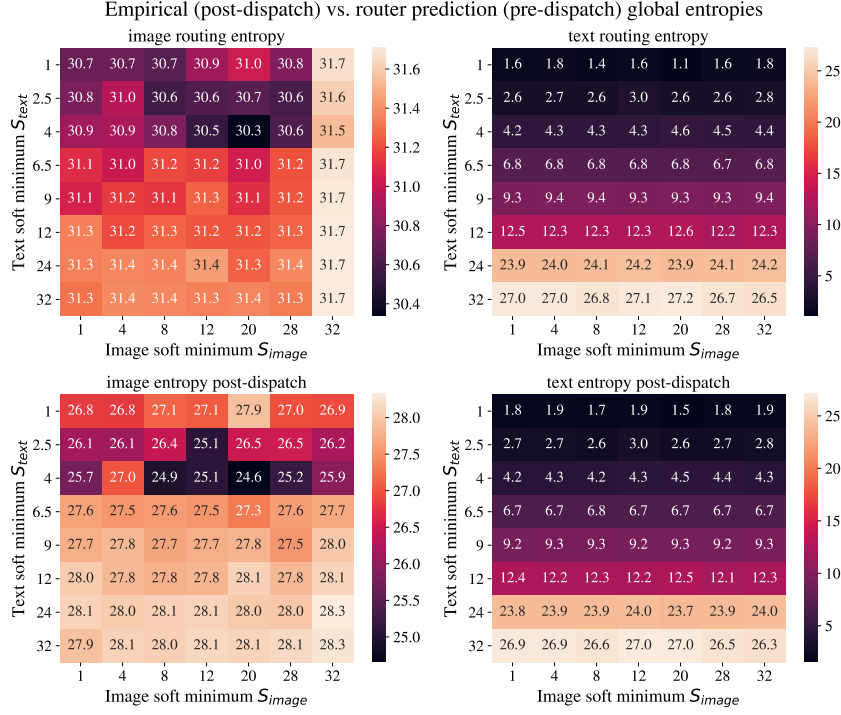 Empirical (post-dispatch) vs. router prediction (pre-dispatch) global entropies
image routing entropy
Text soft minimum S_text
1 30.7 30.7 30.7 30.9 31.0 30.8 31.7
2.5 30.8 31.0 30.6 30.6 30.7 30.6 31.6
4 30.9 30.9 30.8 30.5 30.3 30.6 31.5
6.5 31.1 31.0 31.2 31.2 31.0 31.2 31.7
9 31.1 31.2 31.1 31.3 31.1 31.2 31.7
12 31.3 31.2 31.3 31.2 31.2 31.3 31.7
24 31.3 31.4 31.4 31.4 31.3 31.4 31.7
32 31.3 31.4 31.4 31.3 31.4 31.3 31.7
1 4 8 12 20 28 32
Image soft minimum S_image
31.6
31.4
31.2
31.0
30.8
30.6
30.4
text routing entropy
1 1.6 1.8 1.4 1.6 1.1 1.6 1.8
2.5 2.6 2.7 2.6 3.0 2.6 2.6 2.8
4 4.2 4.3 4.3 4.3 4.6 4.5 4.4
6.5 6.8 6.8 6.8 6.8 6.8 6.7 6.8
9 9.3 9.4 9.4 9.3 9.3 9.3 9.4
12 12.5 12.3 12.3 12.3 12.6 12.2 12.3
24 23.9 24.0 24.1 24.2 23.9 24.1 24.2
32 27.0 27.0 26.8 27.1 27.2 26.7 26.5
1 4 8 12 20 28 32
Image soft minimum S_image
25
20
15
10
5
image entropy post-dispatch
Text soft minimum S_text
1 26.8 26.8 27.1 27.1 27.9 27.0 26.9
2.5 26.1 26.1 26.4 25.1 26.5 26.5 26.2
4 25.7 27.0 24.9 25.1 24.6 25.2 25.9
6.5 27.6 27.5 27.6 27.5 27.3 27.6 27.7
9 27.7 27.8 27.7 27.7 27.8 27.5 28.0
12 28.0 27.8 27.8 27.8 28.1 27.8 28.1
24 28.1 28.0 28.1 28.1 28.0 28.0 28.3
32 27.9 28.1 28.0 28.1 28.1 28.1 28.3
1 4 8 12 20 28 32
Image soft minimum S_image
28.0
27.5
27.0
26.5
26.0
25.5
25.0
text entropy post-dispatch
1 1.8 1.9 1.7 1.9 1.5 1.8 1.9
2.5 2.7 2.7 2.6 3.0 2.6 2.7 2.8
4 4.2 4.3 4.2 4.3 4.5 4.4 4.3
6.5 6.7 6.7 6.8 6.7 6.7 6.7 6.7
9 9.2 9.3 9.3 9.2 9.2 9.2 9.3
12 12.4 12.2 12.3 12.2 12.5 12.1 12.3
24 23.8 23.9 23.9 24.0 23.7 23.9 24.0
32 26.9 26.9 26.6 27.0 27.0 26.5 26.3
1 4 8 12 20 28 32
Image soft minimum S_image
25
20
15
10
5